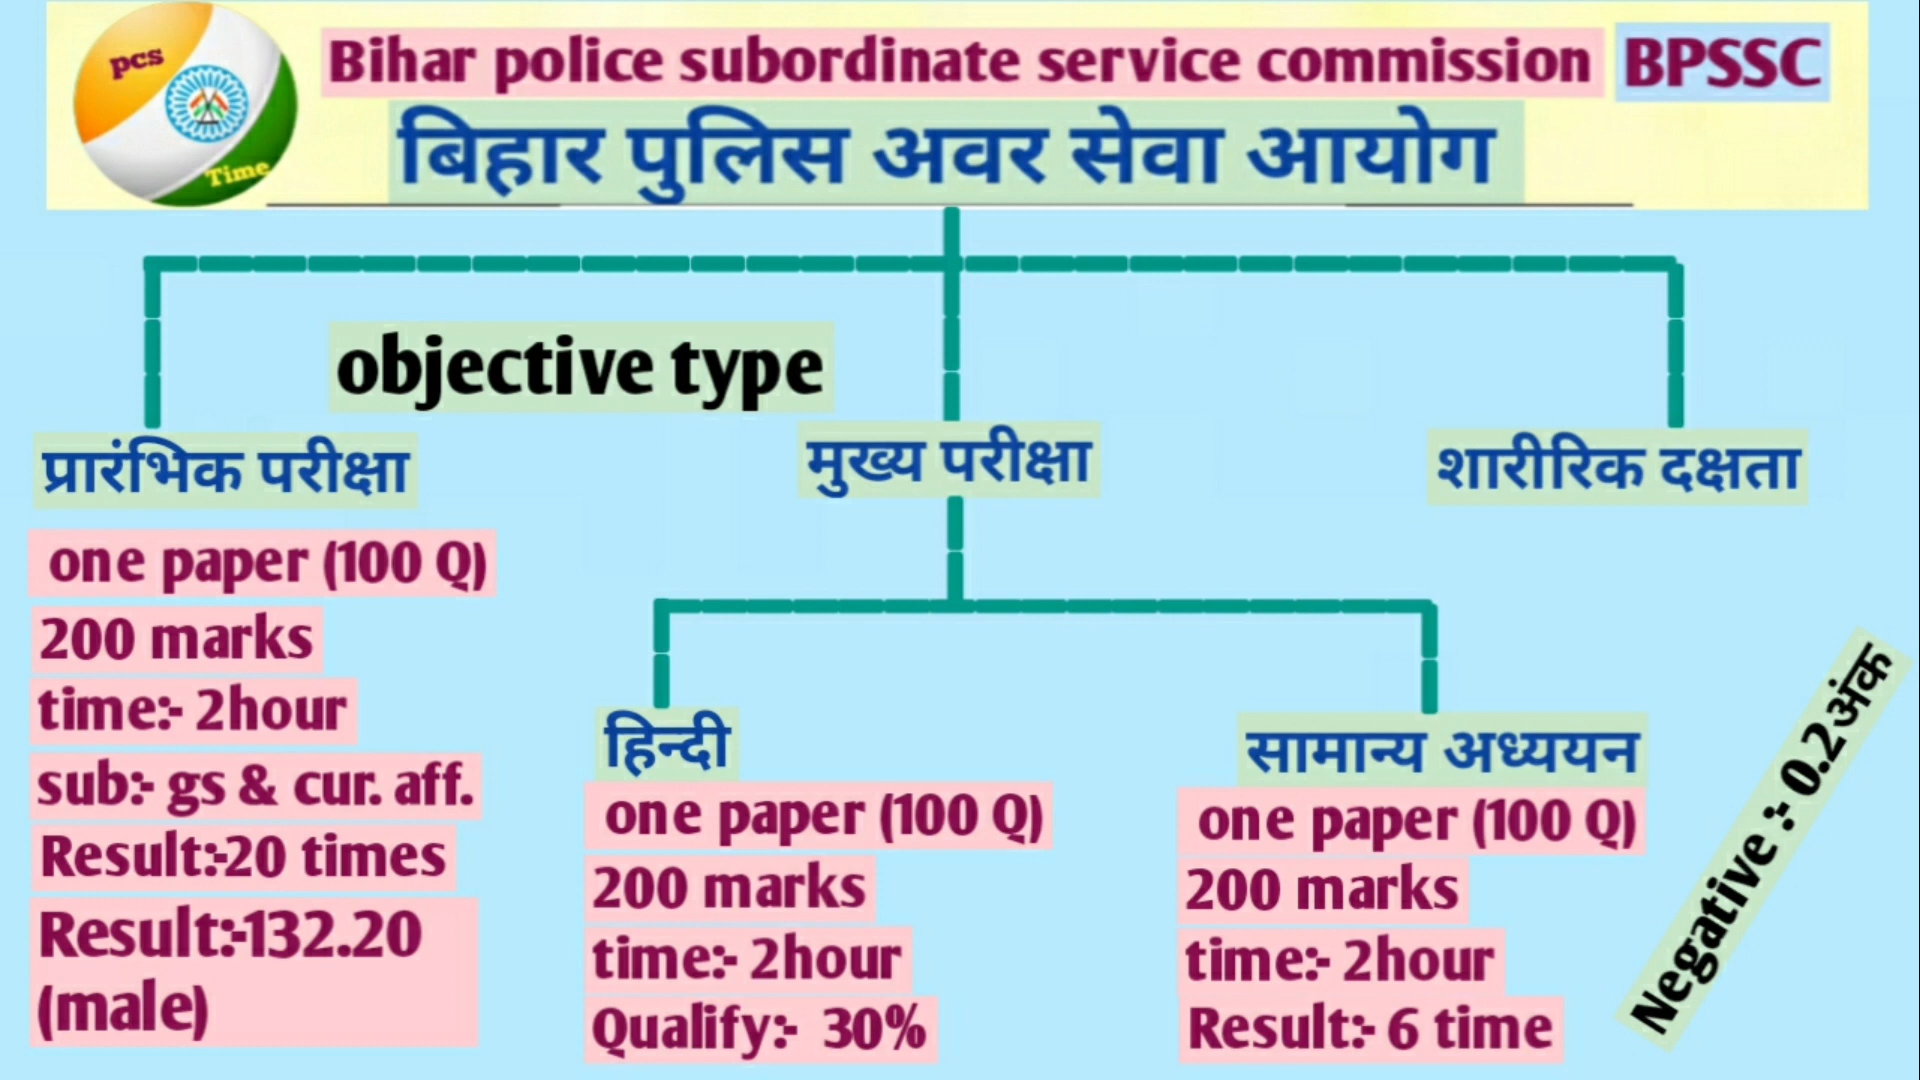 pcs
Time
Bihar police subordinate service commission BPSSC
बिहार पुलिस अवर सेवा आयोग
objective type
प्रारंभिक परीक्षा
one paper (100 Q)
200 marks
time:- 2hour
sub:- gs & cur. aff.
Result:-20 times
Result:-132.20
(male)
मुख्य परीक्षा
हिन्दी
one paper (100 Q)
200 marks
time:- 2hour
Qualify:- 30%
सामान्य अध्ययन
one paper (100 Q)
200 marks
time:- 2hour
Result:- 6 time
शारीरिक दक्षता
Negative :- 0.2अंक